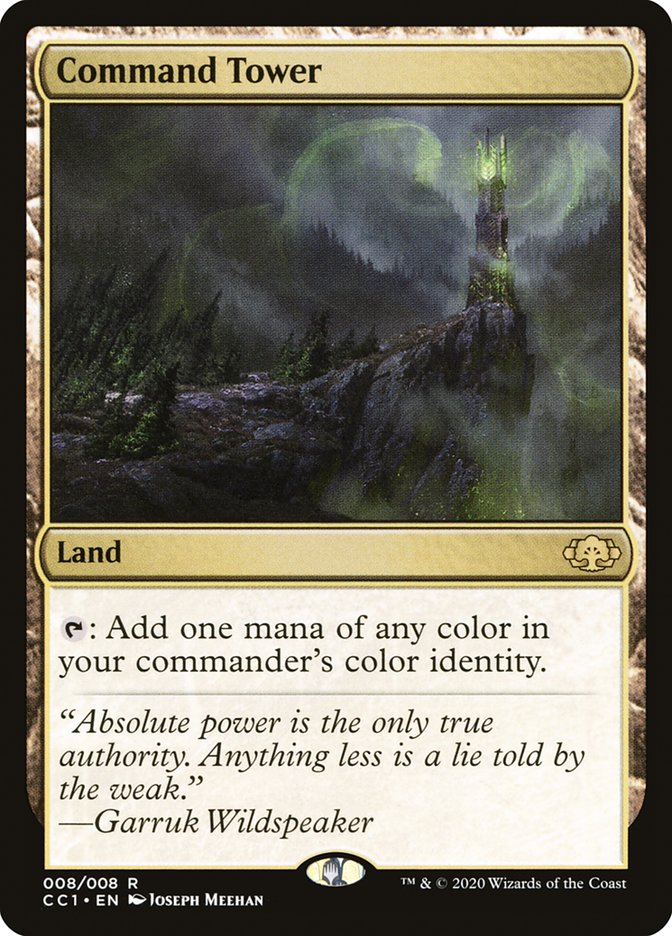 Command Tower
Land
: Add one mana of any color in
your commander's color identity.
“Absolute power is the only true
authority. Anything less is a lie told by
the weak.”
—Garruk Wildspeaker
008/008 R
CC1 • EN Joseph Meehan
™ & © 2020 Wizards of the Coast